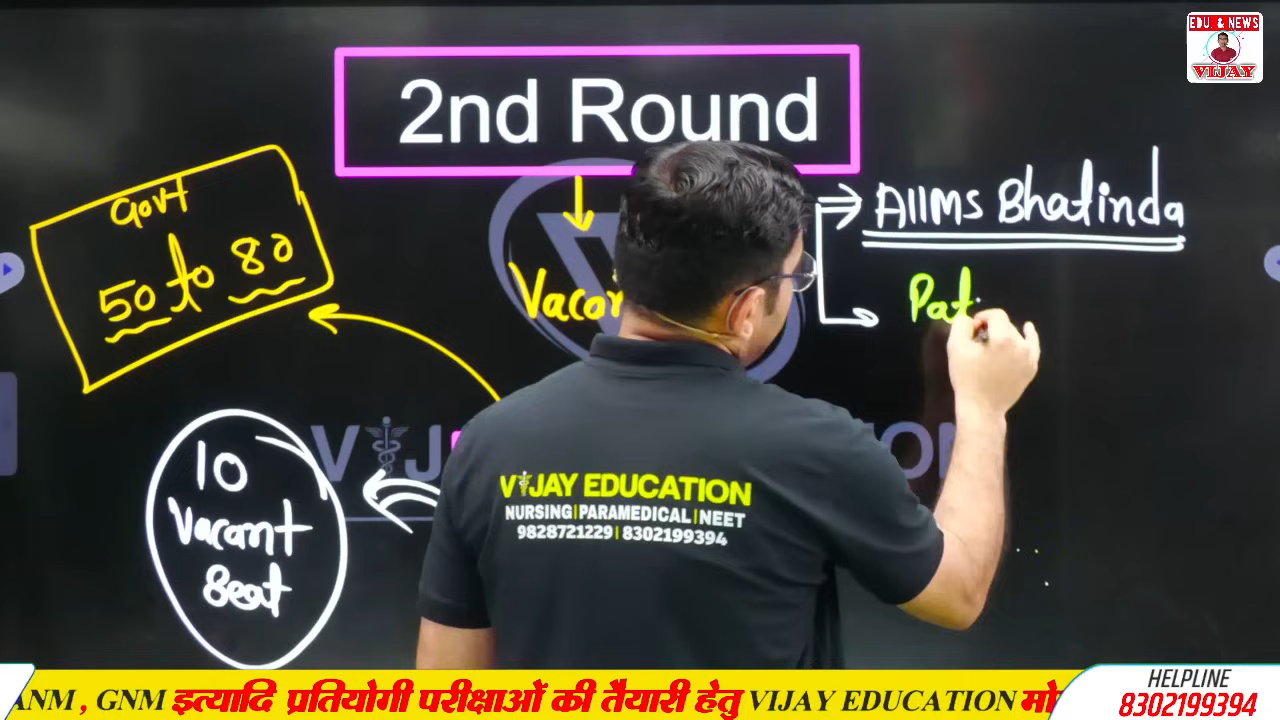 EDU. & NEWS
VIJAY
2nd Round
Govt
50 to 80
AIIMS Bhatinda
Pat
10
Vacant
Seat
VIJAY EDUCATION
NURSING|PARAMEDICAL|NEET
9828721229|8302199394
ANM , GNM इत्यादि प्रतियोगी परीक्षाओं की तैयारी हेतु VIJAY EDUCATION मो
HELPLINE
8302199394